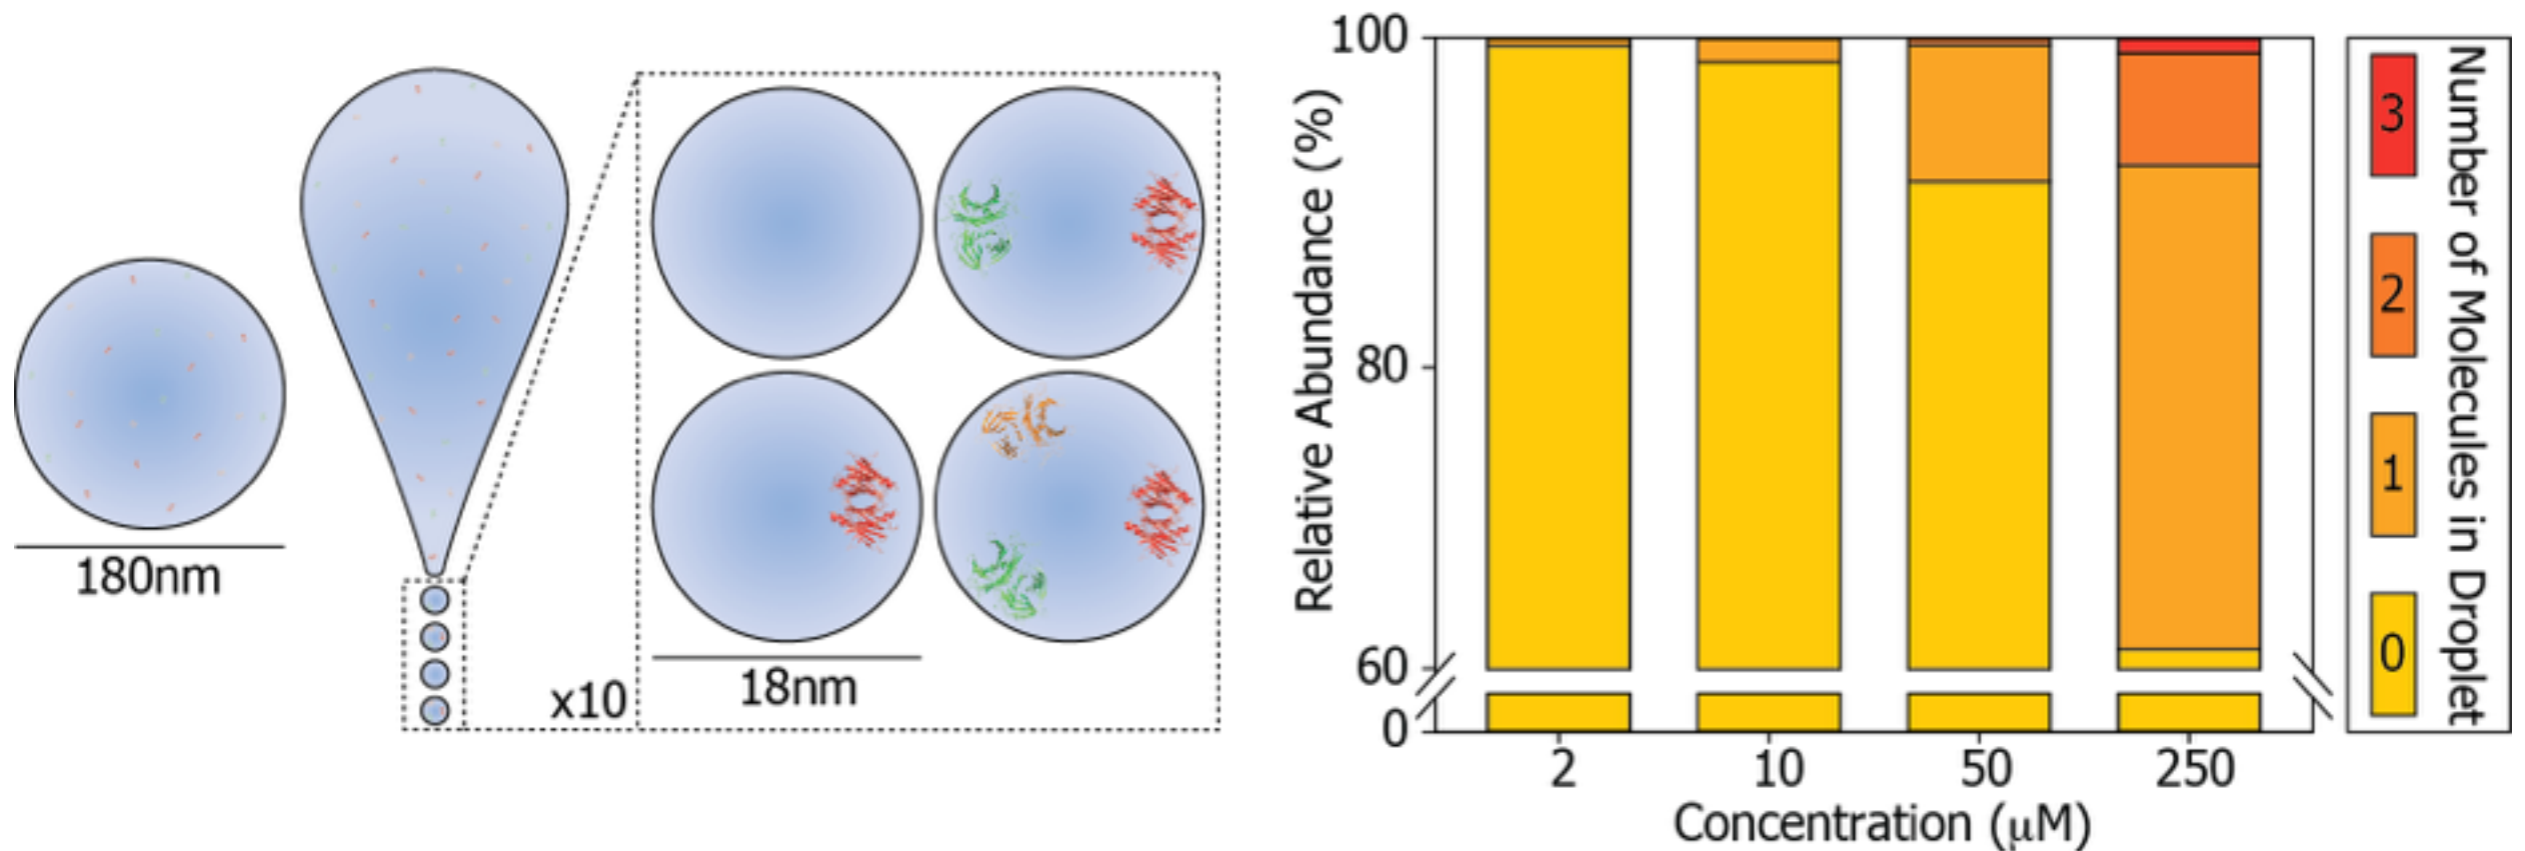 180nm
x10
18nm
Relative Abundance (%)
100
80
60
0
2
10
50
250
Concentration (μM)
3
2
1
0
Number of Molecules in Droplet